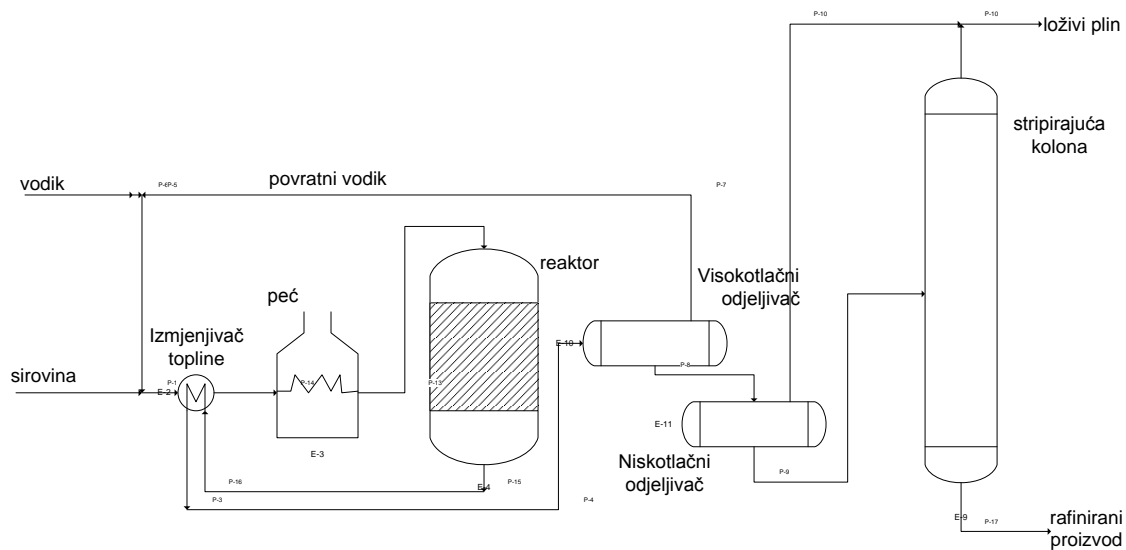 P-10
P-10
loživi plin
stripirajuća
kolona
vodik
P-6P-5
povratni vodik
P-7
reaktor
Visokotlačni
odjeljivač
peć
Izmjenjivač
topline
E-10
P-8
sirovina
P-1
E-2
P-14
P-13
E-11
E-3
Niskotlačni
odjeljivač
P-9
P-16
E-4
P-15
P-3
P-4
E-9
P-17
rafinirani
proizvod